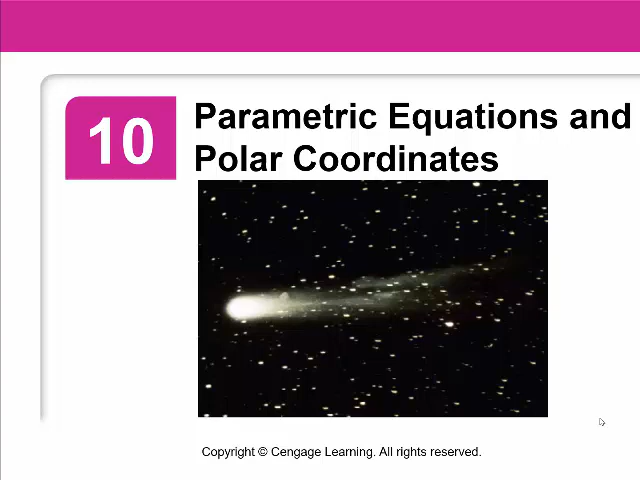 10
Parametric Equations and
Polar Coordinates
Copyright © Cengage Learning. All rights reserved.